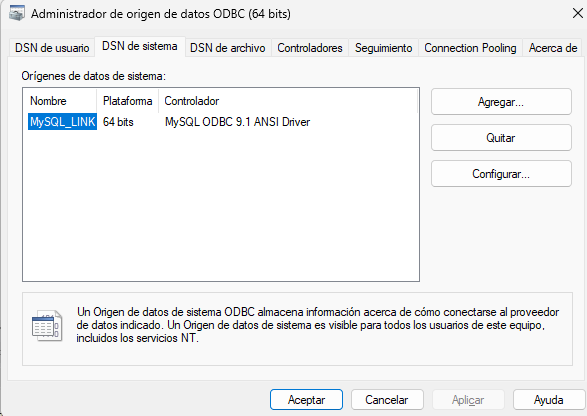 Administrador de origen de datos ODBC (64 bits)
DSN de usuario DSN de sistema DSN de archivo Controladores Seguimiento Connection Pooling Acerca de
Orígenes de datos de sistema:
Nombre Plataforma Controlador
MySQL_LINK 64 bits MySQL ODBC 9.1 ANSI Driver
Agregar...
Quitar
Configurar...
Un Origen de datos de sistema ODBC almacena información acerca de cómo conectarse al proveedor
de datos indicado. Un Origen de datos de sistema es visible para todos los usuarios de este equipo,
incluidos los servicios NT.
Aceptar Cancelar Aplicar Ayuda